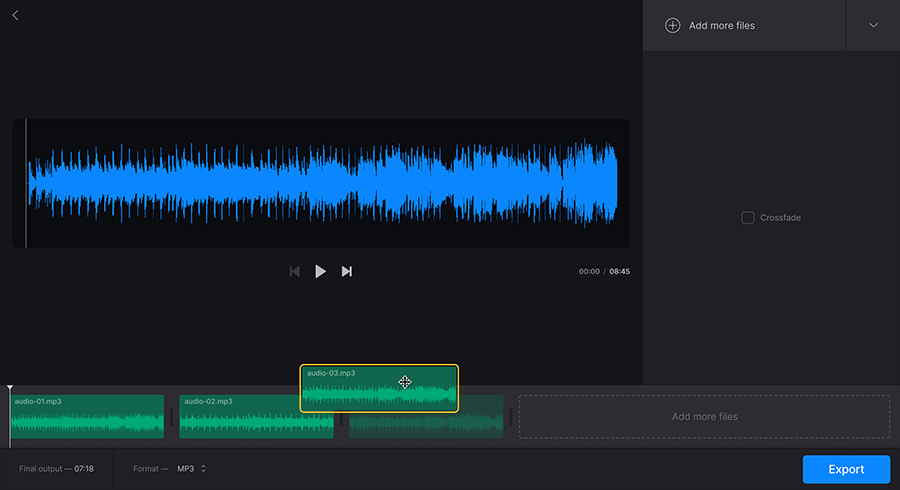 Add more files
Crossfade
00:00 / 08:45
audio-03.mp3
audio-01.mp3
audio-02.mp3
Add more files
Final output — 07:18
Format — MP3
Export